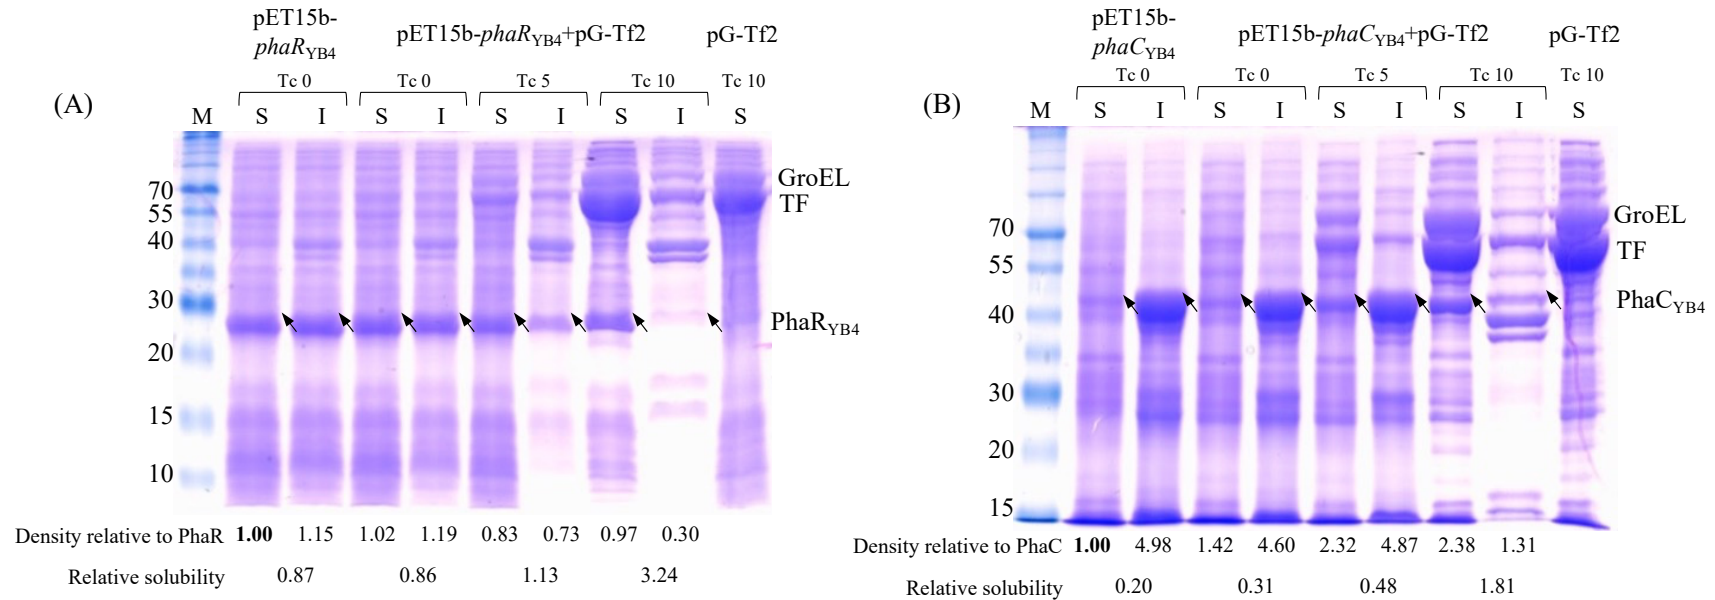 pET15b-
phaRYB4
pET15b-phaRYB4+pG-Tf2
pG-Tf2
Tc 0
Tc 0
Tc 5
Tc 10
Tc 10
(A)
M S I S I S I S I S
GroEL
TF
70
55
40
30
PhaRYB4
20
15
10
Density relative to PhaR 1.00 1.15 1.02 1.19 0.83 0.73 0.97 0.30
Relative solubility 0.87 0.86 1.13 3.24
pET15b-
phaCYB4
pET15b-phaCYB4+pG-Tf2
pG-Tf2
Tc 0
Tc 0
Tc 5
Tc 10
Tc 10
(B)
M S I S I S I S I S
GroEL
70
TF
55
PhaCYB4
40
30
20
15
Density relative to PhaC 1.00 4.98 1.42 4.60 2.32 4.87 2.38 1.31
Relative solubility 0.20 0.31 0.48 1.81